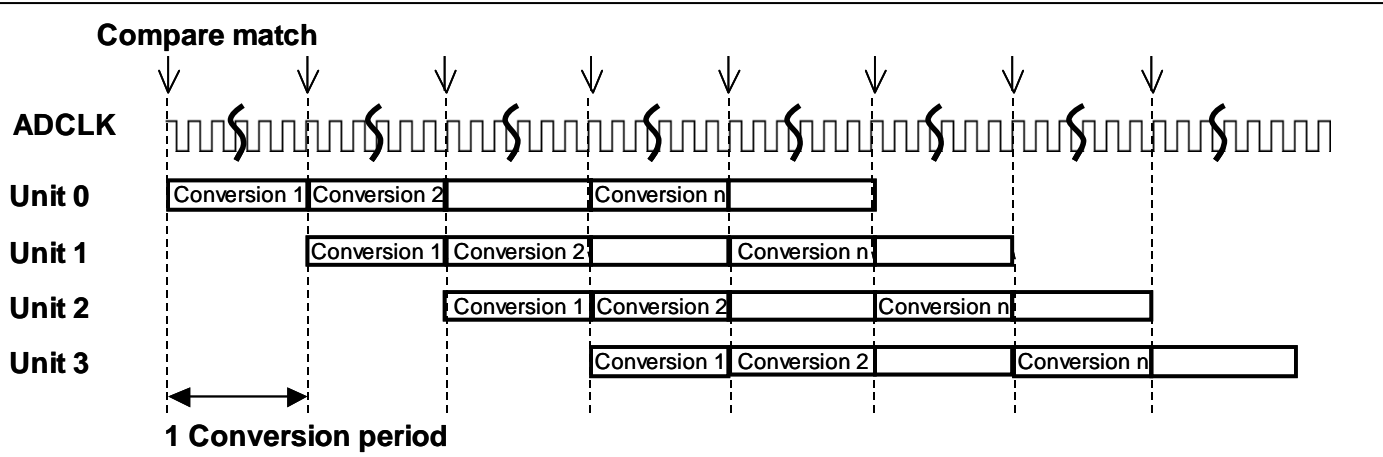 Compare match
ADCLK
Unit 0 Conversion 1 Conversion 2 Conversion n
Unit 1 Conversion 1 Conversion 2 Conversion n
Unit 2 Conversion 1 Conversion 2 Conversion n
Unit 3 Conversion 1 Conversion 2 Conversion n
1 Conversion period